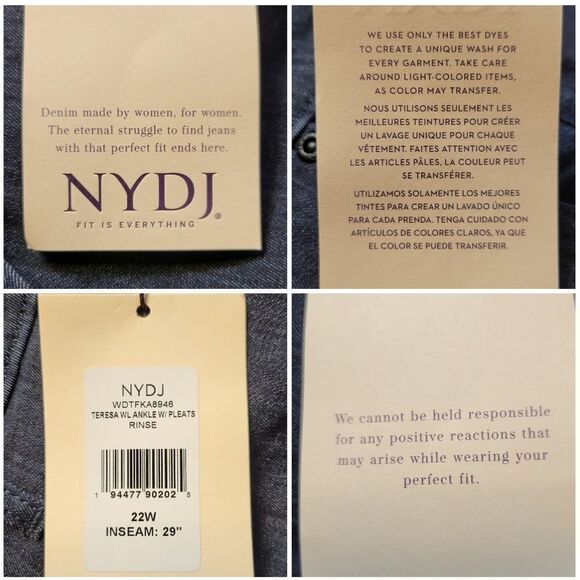 Denim made by women, for women.
The eternal struggle to find jeans
with that perfect fit ends here.
NYDJ®
FIT IS EVERYTHING
WE USE ONLY THE BEST DYES
TO CREATE A UNIQUE WASH FOR
EVERY GARMENT. TAKE CARE
AROUND LIGHT-COLORED ITEMS,
AS COLOR MAY TRANSFER.
NOUS UTILISONS SEULEMENT LES
MEILLEURES TEINTURES POUR CRÉER
UN LAVAGE UNIQUE POUR CHAQUE
VÊTEMENT. FAITES ATTENTION AVEC
LES ARTICLES PÂLES, LA COULEUR PEUT
SE TRANSFÉRER.
UTILIZAMOS SOLAMENTE LOS MEJORES
TINTES PARA CREAR UN LAVADO ÚNICO
PARA CADA PRENDA. TENGA CUIDADO CON
ARTÍCULOS DE COLORES CLAROS, YA QUE
EL COLOR SE PUEDE TRANSFERIR.
NYDJ
WDTFKA8946
TERESA WL ANKLE W/ PLEATS
RINSE
1 94477 90202 5
22W
INSEAM: 29"
We cannot be held responsible
for any positive reactions that
may arise while wearing your
perfect fit.